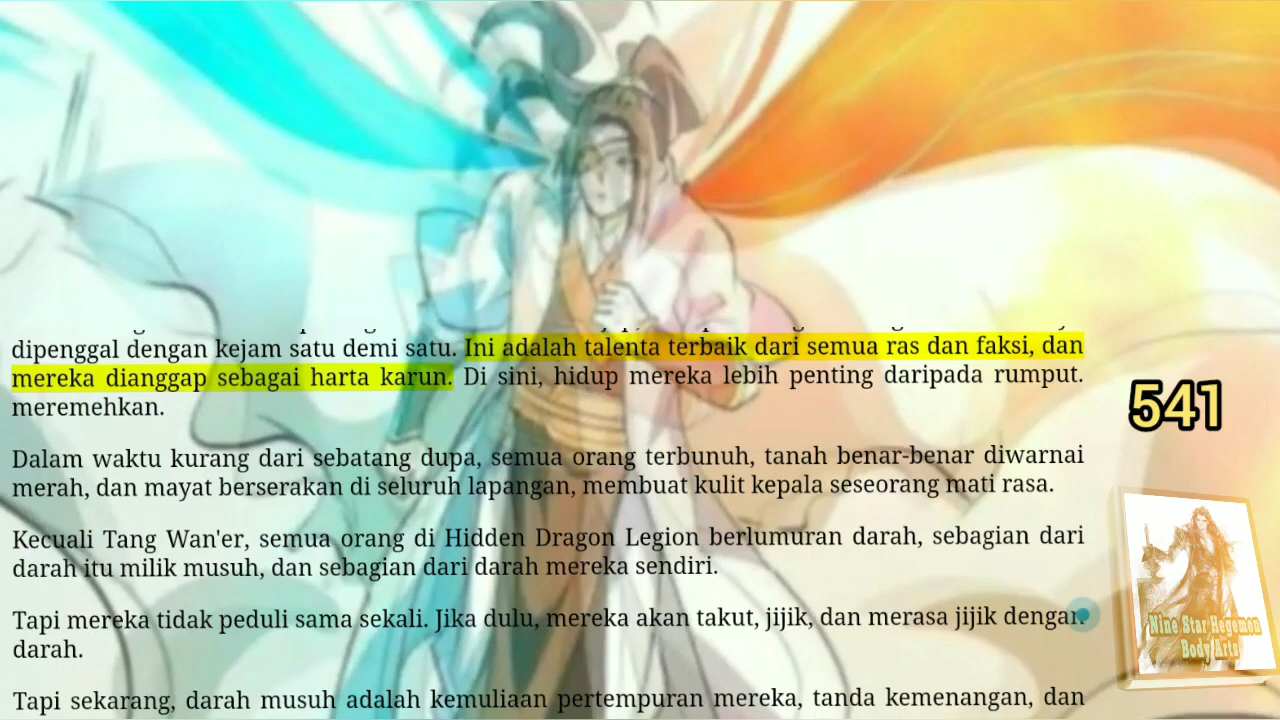 dipenggal dengan kejam satu demi satu. Ini adalah talenta terbaik dari semua ras dan faksi, dan
mereka dianggap sebagai harta karun. Di sini, hidup mereka lebih penting daripada rumput.
meremehkan.
Dalam waktu kurang dari sebatang dupa, semua orang terbunuh, tanah benar-benar diwarnai
merah, dan mayat berserakan di seluruh lapangan, membuat kulit kepala seseorang mati rasa.
Kecuali Tang Wan'er, semua orang di Hidden Dragon Legion berlumuran darah, sebagian dari
darah itu milik musuh, dan sebagian dari darah mereka sendiri.
Tapi mereka tidak peduli sama sekali. Jika dulu, mereka akan takut, jijik, dan merasa jijik dengan
darah.
Tapi sekarang, darah musuh adalah kemuliaan pertempuran mereka, tanda kemenangan, dan
541
Nine Star Hegemon
Body Arts